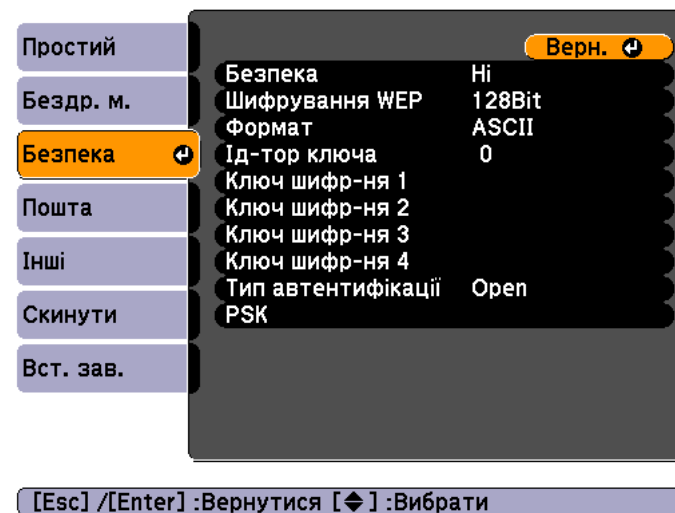 Простий
Бездр. м.
Безпека
Пошта
Інші
Скинути
Вст. зав.
Верн.
Безпека Ні
Шифрування WEP 128Bit
Формат ASCII
Ід-тор ключа 0
Ключ шифр-ня 1
Ключ шифр-ня 2
Ключ шифр-ня 3
Ключ шифр-ня 4
Тип автентифікації Open
PSK
[Esc] /[Enter] :Вернутися [◆] :Вибрати